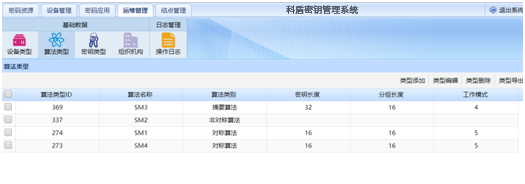 密码资源 设备管理 密码应用 运维管理 结点管理 科盾密钥管理系统 退出系统
基础数据 日志管理
设备类型 算法类型 密钥类型 组织机构 操作日志
算法类型
类型添加 类型编辑 类型删除 类型导出
算法类型ID 算法名称 算法类别 密钥长度 分组长度 工作模式
369 SM3 摘要算法 32 16 4
337 SM2 非对称算法
274 SM1 对称算法 16 16 5
273 SM4 对称算法 16 16 5